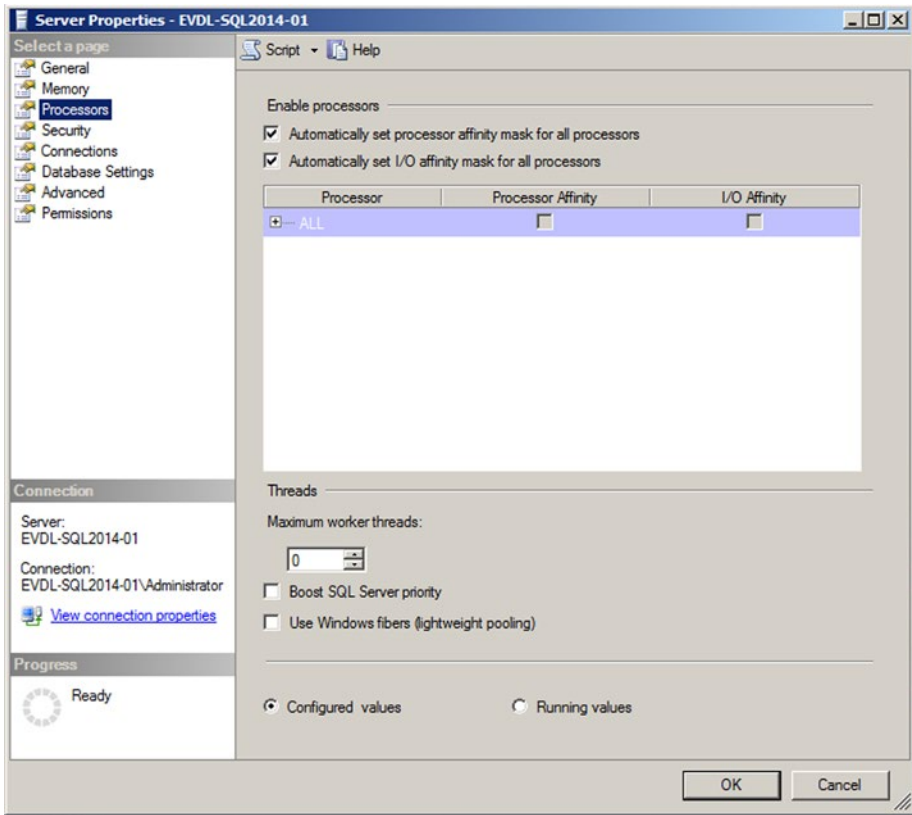 Server Properties - EVDL-SQL2014-01
Select a page
General
Memory
Processors
Security
Connections
Database Settings
Advanced
Permissions
Script
Help
Enable processors
Automatically set processor affinity mask for all processors
Automatically set I/O affinity mask for all processors
Processor Processor Affinity I/O Affinity
ALL
Threads
Maximum worker threads:
0
Boost SQL Server priority
Use Windows fibers (lightweight pooling)
Configured values Running values
Connection
Server:
EVDL-SQL2014-01
Connection:
EVDL-SQL2014-01\Administrator
View connection properties
Progress
Ready
OK Cancel